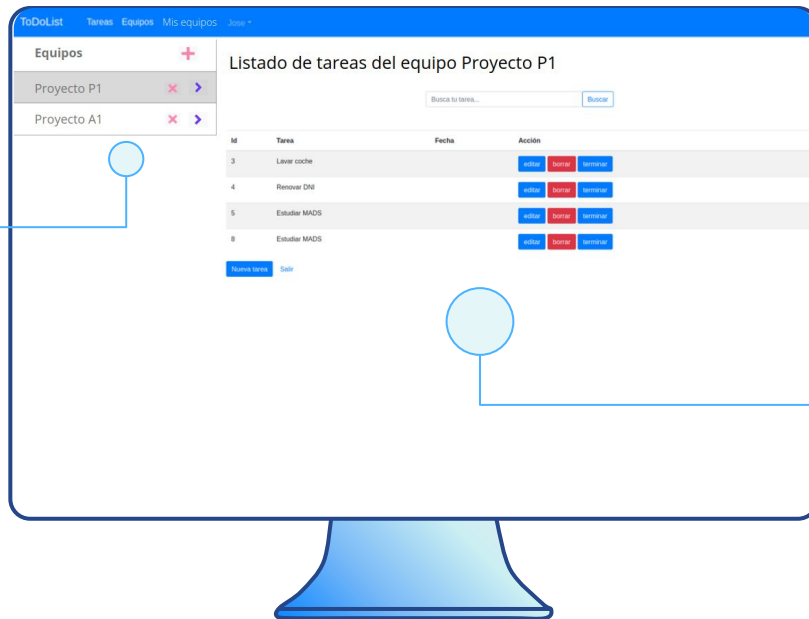 ToDoList Tareas Equipos Mis equipos Jose
Equipos
Proyecto P1
Proyecto A1
Listado de tareas del equipo Proyecto P1
Busca tu tarea... Buscar
Id Tarea Fecha Acción
3 Lavar coche editar borrar terminar
4 Renovar DNI editar borrar terminar
5 Estudiar MADS editar borrar terminar
8 Estudiar MADS editar borrar terminar
Nueva tarea Salir